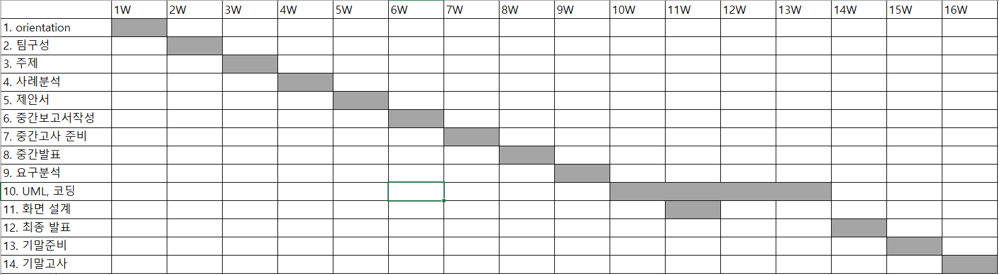 1W 2W 3W 4W 5W 6W 7W 8W 9W 10W 11W 12W 13W 14W 15W 16W
1. orientation
2. 팀구성
3. 주제
4. 사례분석
5. 제안서
6. 중간보고서작성
7. 중간고사 준비
8. 중간발표
9. 요구분석
10. UML, 코딩
11. 화면 설계
12. 최종 발표
13. 기말준비
14. 기말고사